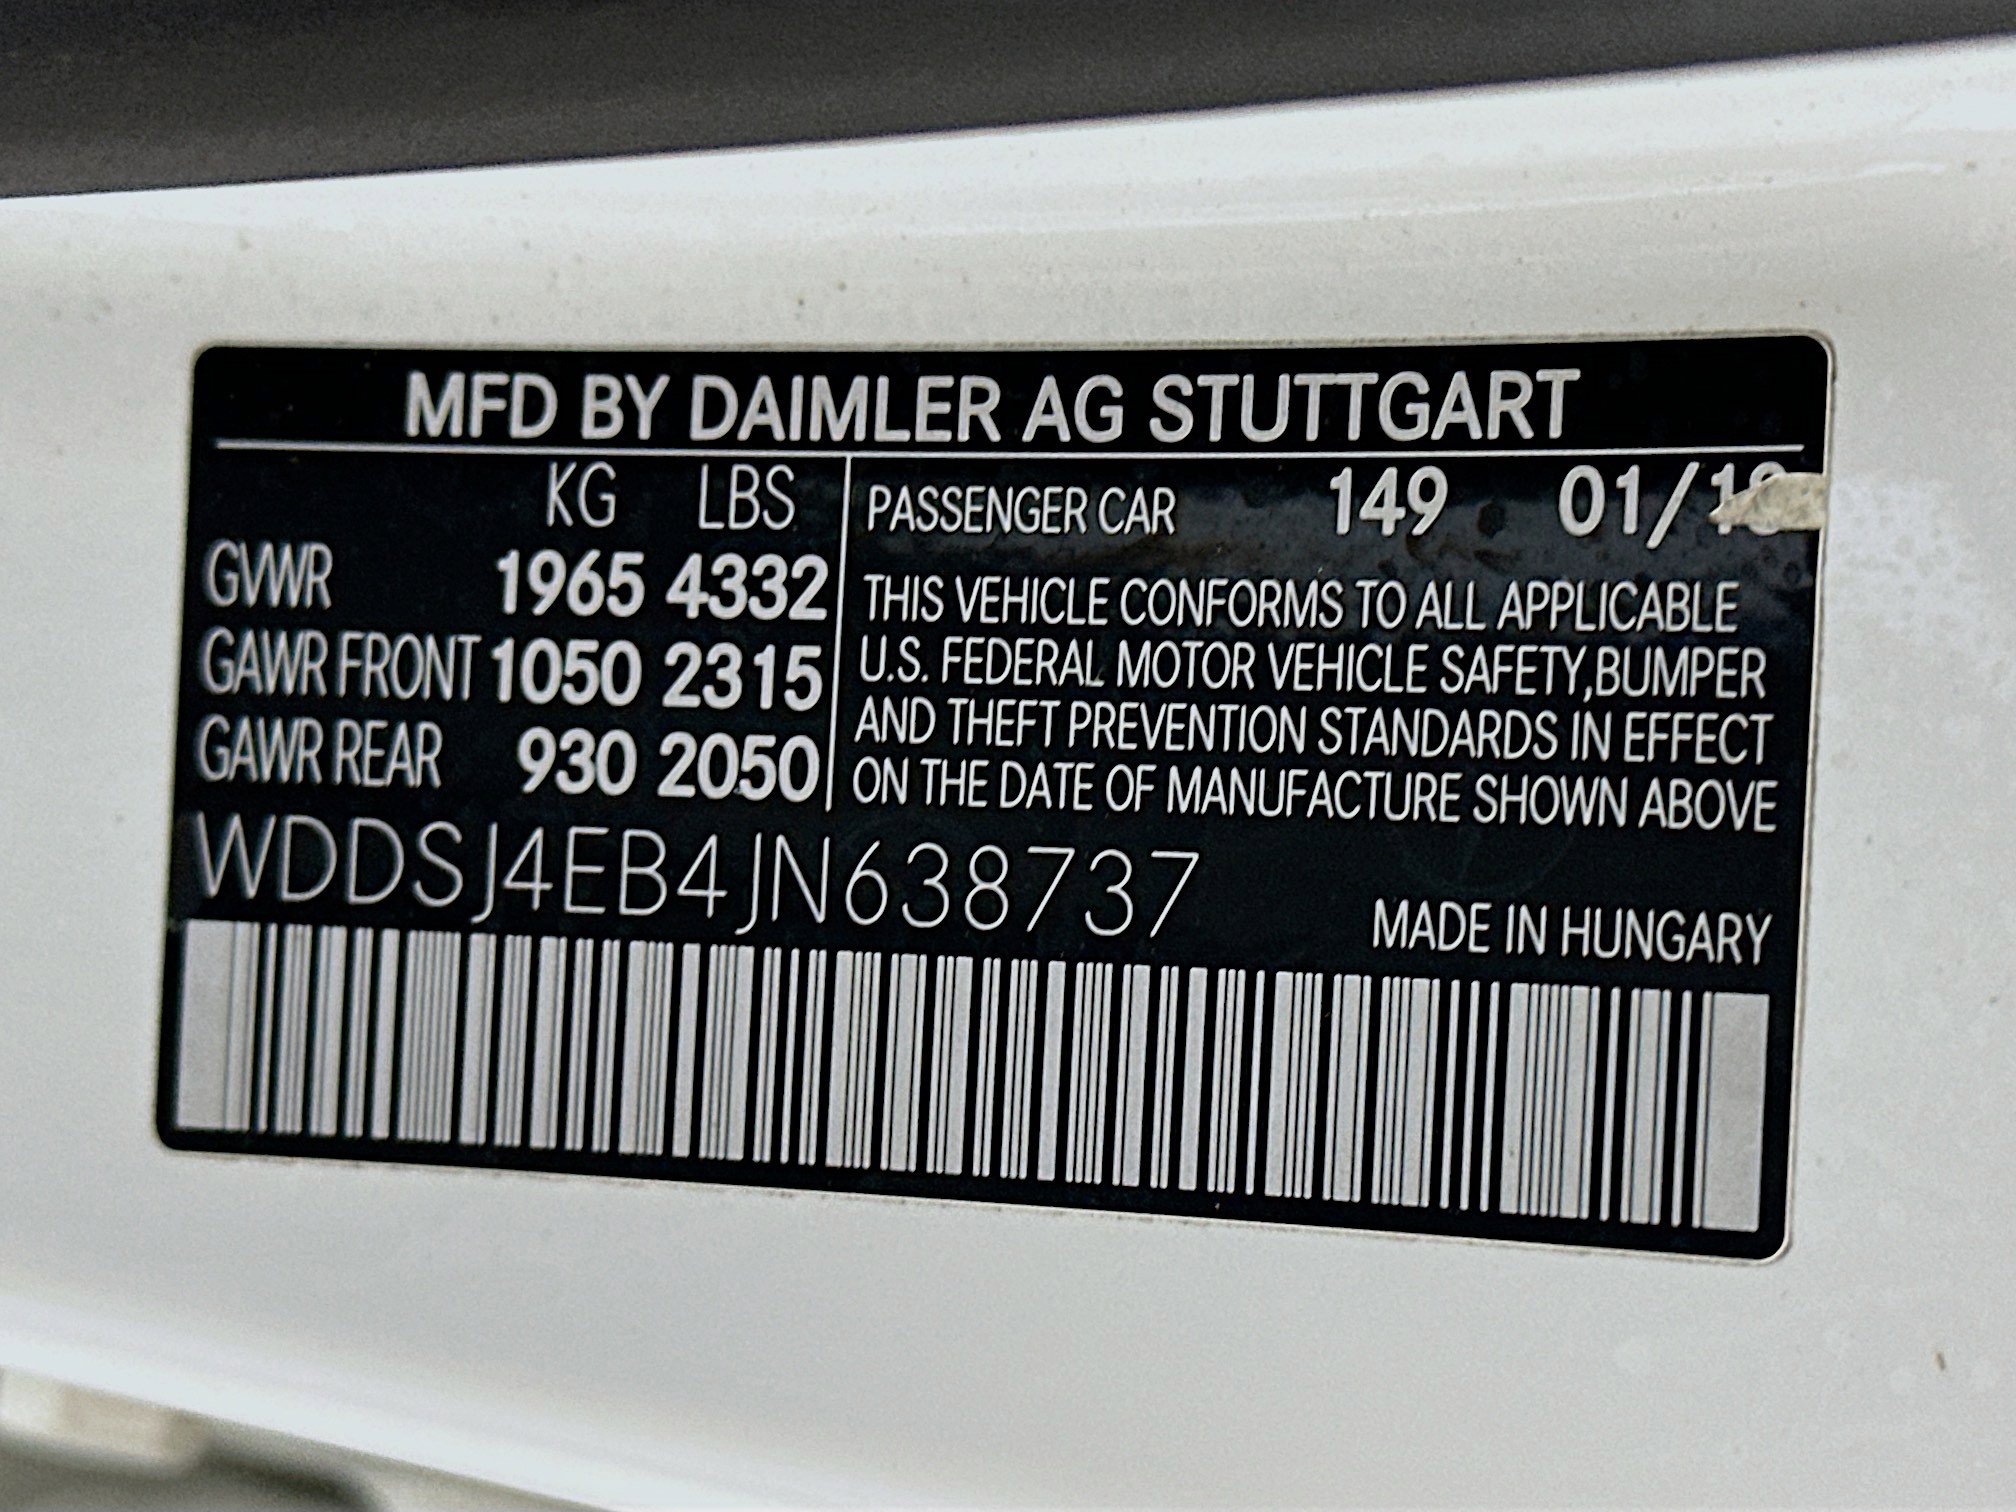 MFD BY DAIMLER AG STUTTGART
KG LBS
GVWR 1965 4332
GAWR FRONT 1050 2315
GAWR REAR 930 2050
PASSENGER CAR 149 01/18
THIS VEHICLE CONFORMS TO ALL APPLICABLE
U.S. FEDERAL MOTOR VEHICLE SAFETY,BUMPER
AND THEFT PREVENTION STANDARDS IN EFFECT
ON THE DATE OF MANUFACTURE SHOWN ABOVE
WDDSJ4EB4JN638737
MADE IN HUNGARY